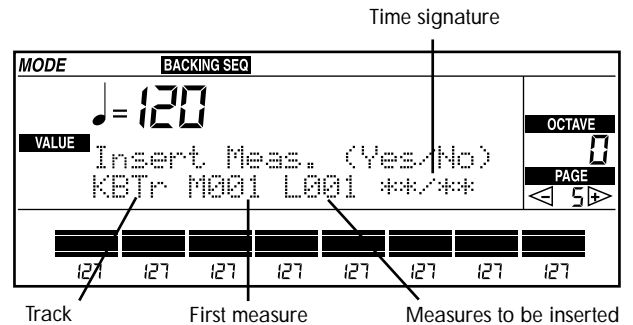 Time signature
MODE BACKING SEQ
♩=120
OCTAVE
VALUE
0
Insert Meas. (Yes/No)
PAGE
KBTr M001 L001 **/**
5
127 127 127 127 127 127 127 127
Track First measure Measures to be inserted